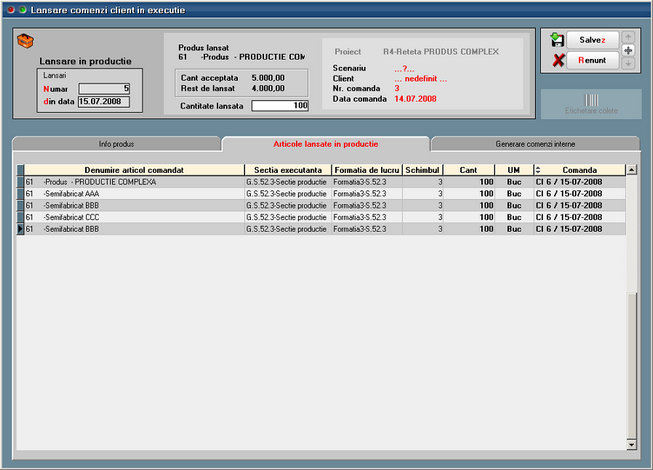 Lansare comenzi client in executie
Lansare in productie
Lansari
Numar 5
din data 15.07.2008
Produs lansat
61 -Produs - PRODUCTIE COM
Cant acceptata 5.000,00
Rest de lansat 4.000,00
Cantitate lansata 100
Proiect R4-Reteta PRODUS COMPLEX
Scenariu ...?...
Client ... nedefinit ...
Nr. comanda 3
Data comanda 14.07.2008
Salvez
Renunt
Etichetare colete
Info produs
Articole lansate in productie
Generare comenzi interne
Denumire articol comandat Sectia executanta Formatia de lucru Schimbul Cant UM Comanda
61 -Produs - PRODUCTIE COMPLEXA G.S.52.3-Sectie productie Formatia3-S.52.3 3 100 Buc CI 6 / 15-07-2008
61 -Semifabricat AAA G.S.52.3-Sectie productie Formatia3-S.52.3 3 100 Buc CI 6 / 15-07-2008
61 -Semifabricat BBB G.S.52.3-Sectie productie Formatia3-S.52.3 3 100 Buc CI 6 / 15-07-2008
61 -Semifabricat CCC G.S.52.3-Sectie productie Formatia3-S.52.3 3 100 Buc CI 6 / 15-07-2008
61 -Semifabricat BBB G.S.52.3-Sectie productie Formatia3-S.52.3 3 100 Buc CI 6 / 15-07-2008